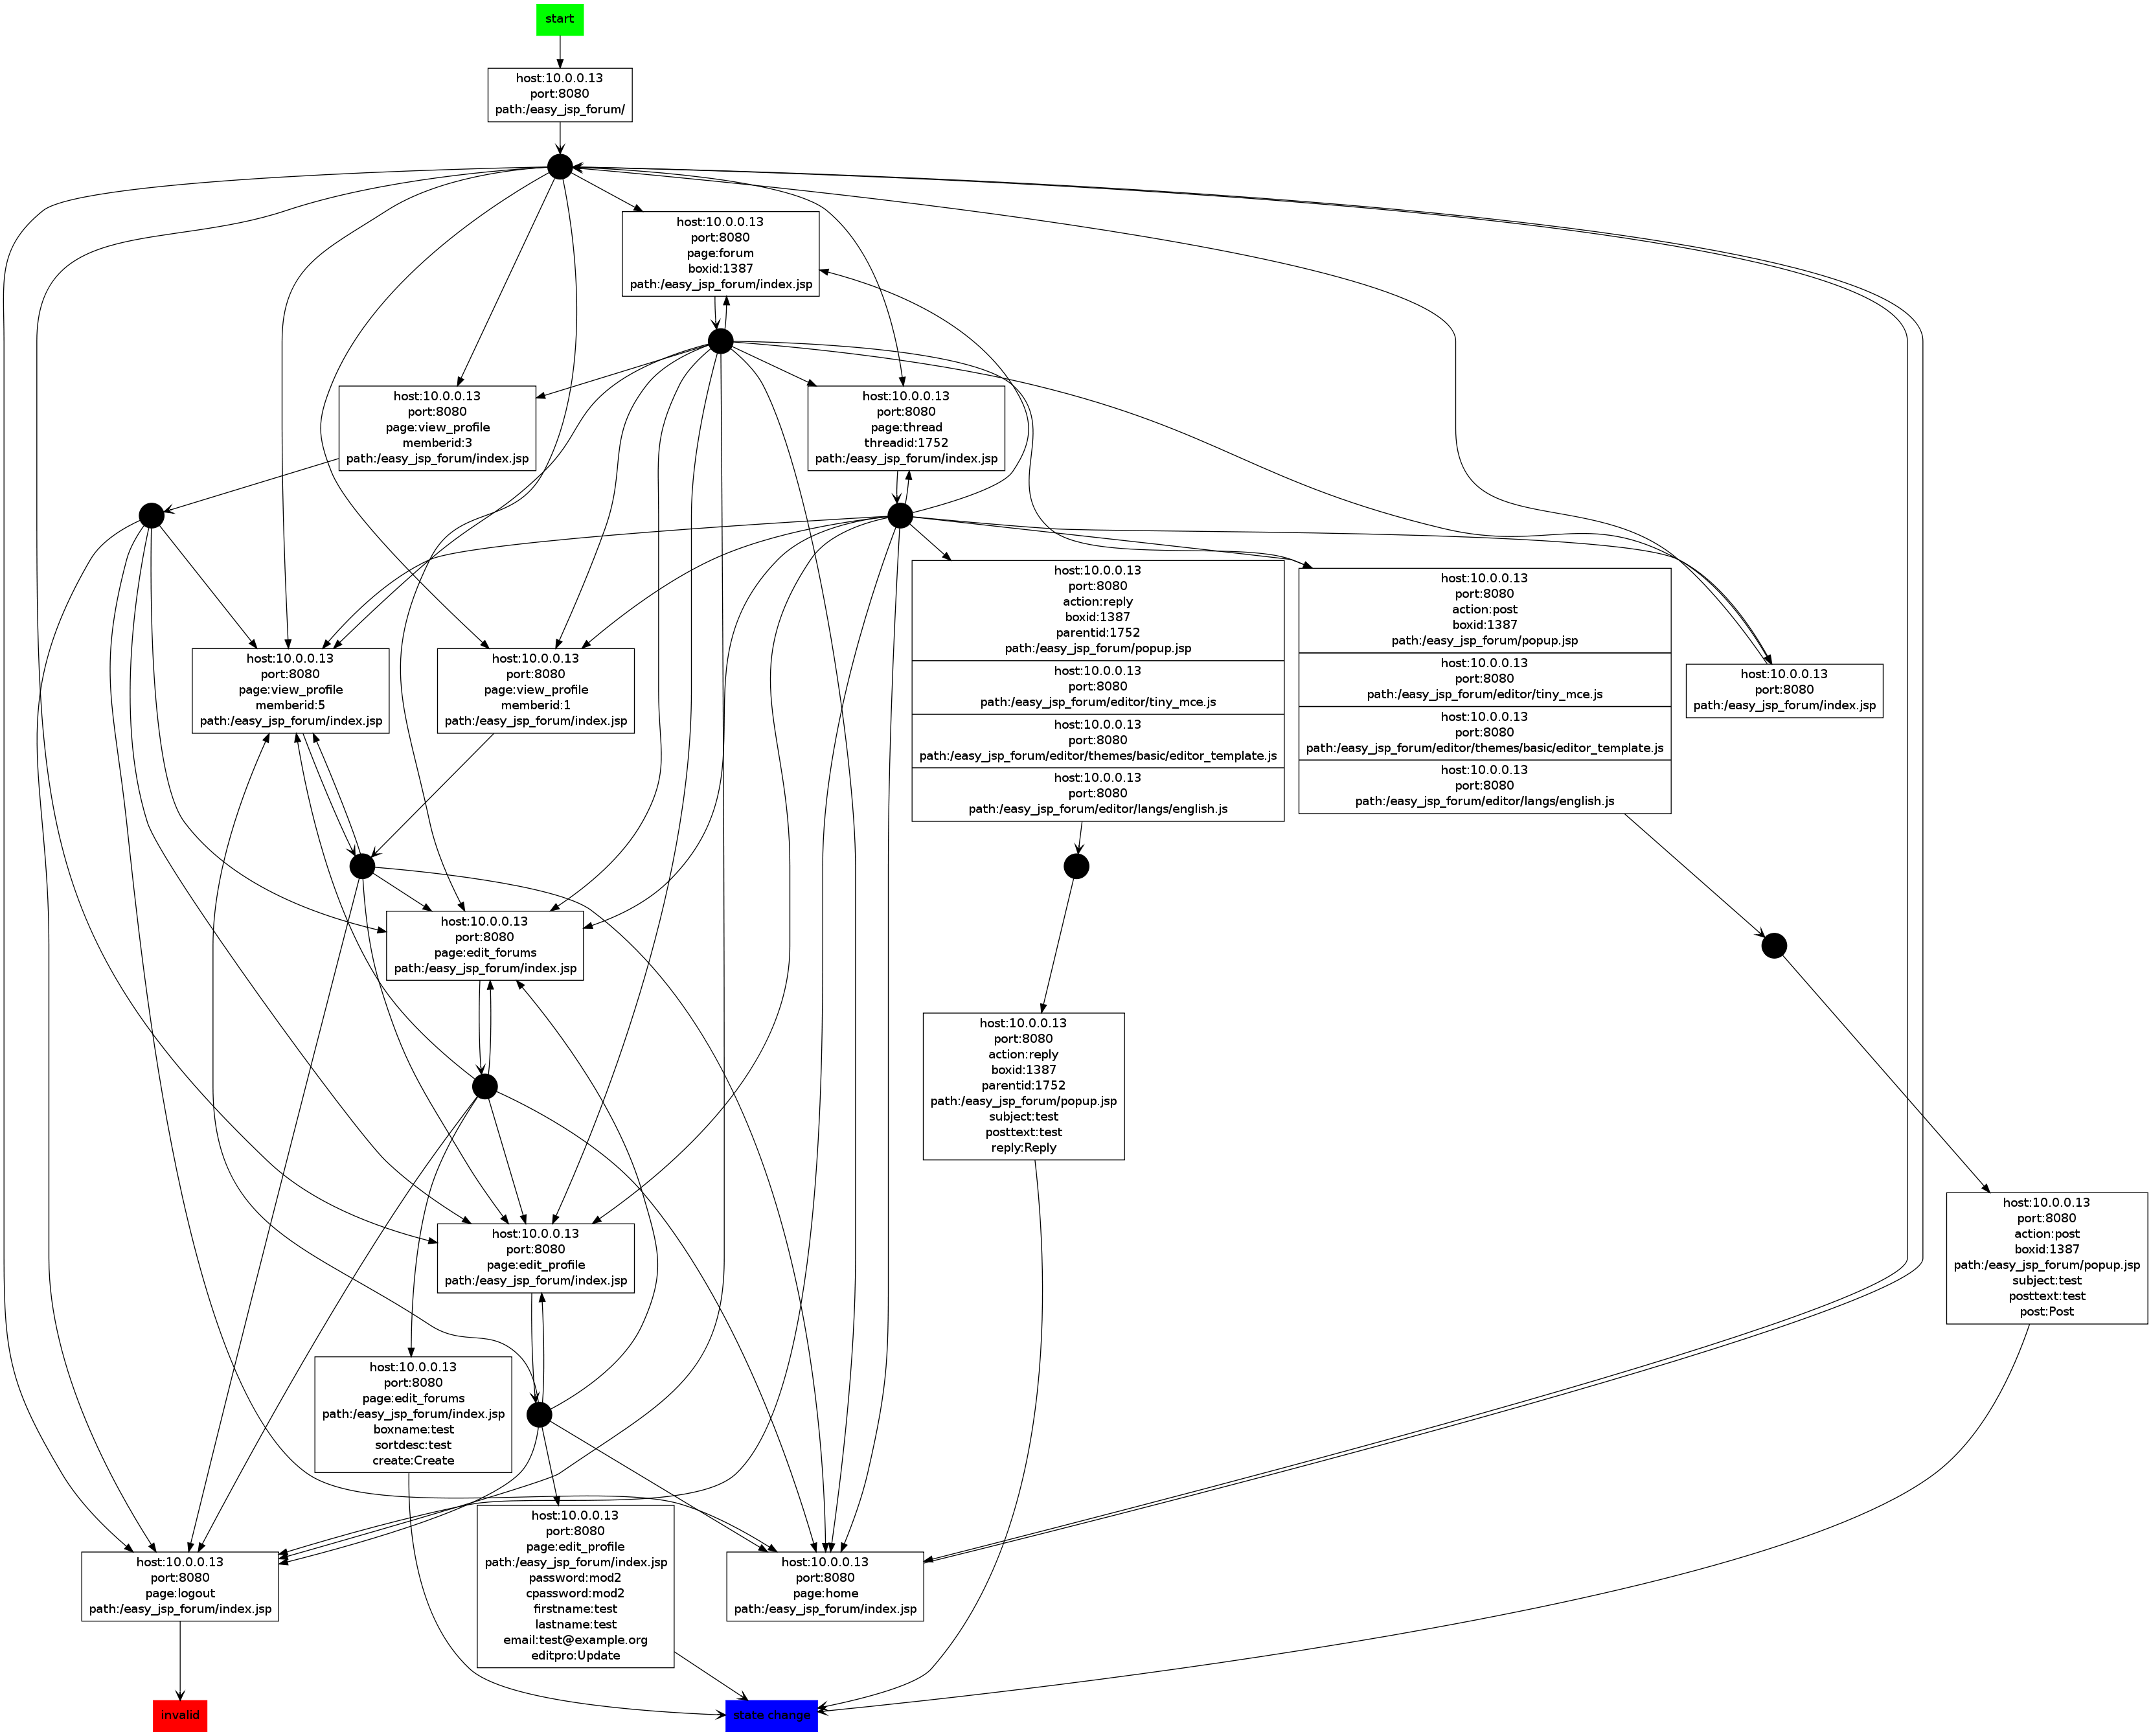 start
host:10.0.0.13
port:8080
path:/easy_jsp_forum/
host:10.0.0.13
port:8080
page:forum
boxid:1387
path:/easy_jsp_forum/index.jsp
host:10.0.0.13
port:8080
page:view_profile
memberid:3
path:/easy_jsp_forum/index.jsp
host:10.0.0.13
port:8080
page:thread
threadid:1752
path:/easy_jsp_forum/index.jsp
host:10.0.0.13
port:8080
page:view_profile
memberid:5
path:/easy_jsp_forum/index.jsp
host:10.0.0.13
port:8080
page:view_profile
memberid:1
path:/easy_jsp_forum/index.jsp
host:10.0.0.13
port:8080
action:reply
boxid:1387
parentid:1752
path:/easy_jsp_forum/popup.jsp
host:10.0.0.13
port:8080
path:/easy_jsp_forum/editor/tiny_mce.js
host:10.0.0.13
port:8080
path:/easy_jsp_forum/editor/themes/basic/editor_template.js
host:10.0.0.13
port:8080
path:/easy_jsp_forum/editor/langs/english.js
host:10.0.0.13
port:8080
action:post
boxid:1387
path:/easy_jsp_forum/popup.jsp
host:10.0.0.13
port:8080
path:/easy_jsp_forum/editor/tiny_mce.js
host:10.0.0.13
port:8080
path:/easy_jsp_forum/editor/themes/basic/editor_template.js
host:10.0.0.13
port:8080
path:/easy_jsp_forum/editor/langs/english.js
host:10.0.0.13
port:8080
path:/easy_jsp_forum/index.jsp
host:10.0.0.13
port:8080
page:edit_forums
path:/easy_jsp_forum/index.jsp
host:10.0.0.13
port:8080
action:reply
boxid:1387
parentid:1752
path:/easy_jsp_forum/popup.jsp
subject:test
posttext:test
reply:Reply
host:10.0.0.13
port:8080
action:post
boxid:1387
path:/easy_jsp_forum/popup.jsp
subject:test
posttext:test
post:Post
host:10.0.0.13
port:8080
page:edit_profile
path:/easy_jsp_forum/index.jsp
host:10.0.0.13
port:8080
page:edit_forums
path:/easy_jsp_forum/index.jsp
boxname:test
sortdesc:test
create:Create
host:10.0.0.13
port:8080
page:logout
path:/easy_jsp_forum/index.jsp
host:10.0.0.13
port:8080
page:edit_profile
path:/easy_jsp_forum/index.jsp
password:mod2
cpassword:mod2
firstname:test
lastname:test
email:test@example.org
editpro:Update
host:10.0.0.13
port:8080
page:home
path:/easy_jsp_forum/index.jsp
invalid
state change